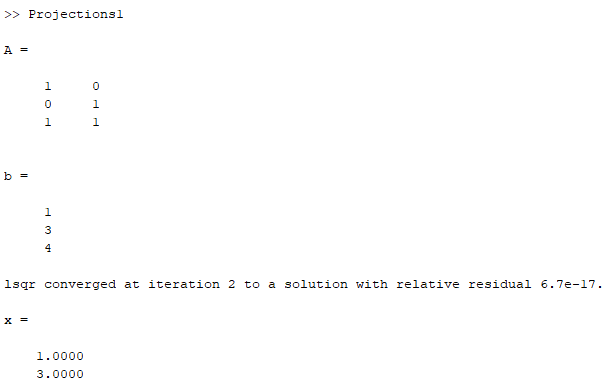 >> Projections1
A =
1 0
0 1
1 1
b =
1
3
4
lsqr converged at iteration 2 to a solution with relative residual 6.7e-17.
x =
1.0000
3.0000